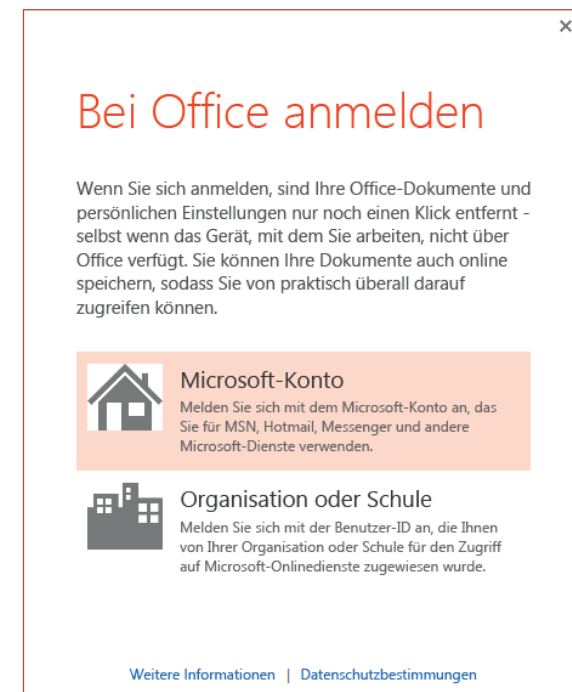 Bei Office anmelden
Wenn Sie sich anmelden, sind Ihre Office-Dokumente und
persönlichen Einstellungen nur noch einen Klick entfernt -
selbst wenn das Gerät, mit dem Sie arbeiten, nicht über
Office verfügt. Sie können Ihre Dokumente auch online
speichern, sodass Sie von praktisch überall darauf
zugreifen können.
Microsoft-Konto
Melden Sie sich mit dem Microsoft-Konto an, das
Sie für MSN, Hotmail, Messenger und andere
Microsoft-Dienste verwenden.
Organisation oder Schule
Melden Sie sich mit der Benutzer-ID an, die Ihnen
von Ihrer Organisation oder Schule für den Zugriff
auf Microsoft-Onlinedienste zugewiesen wurde.
Weitere Informationen | Datenschutzbestimmungen